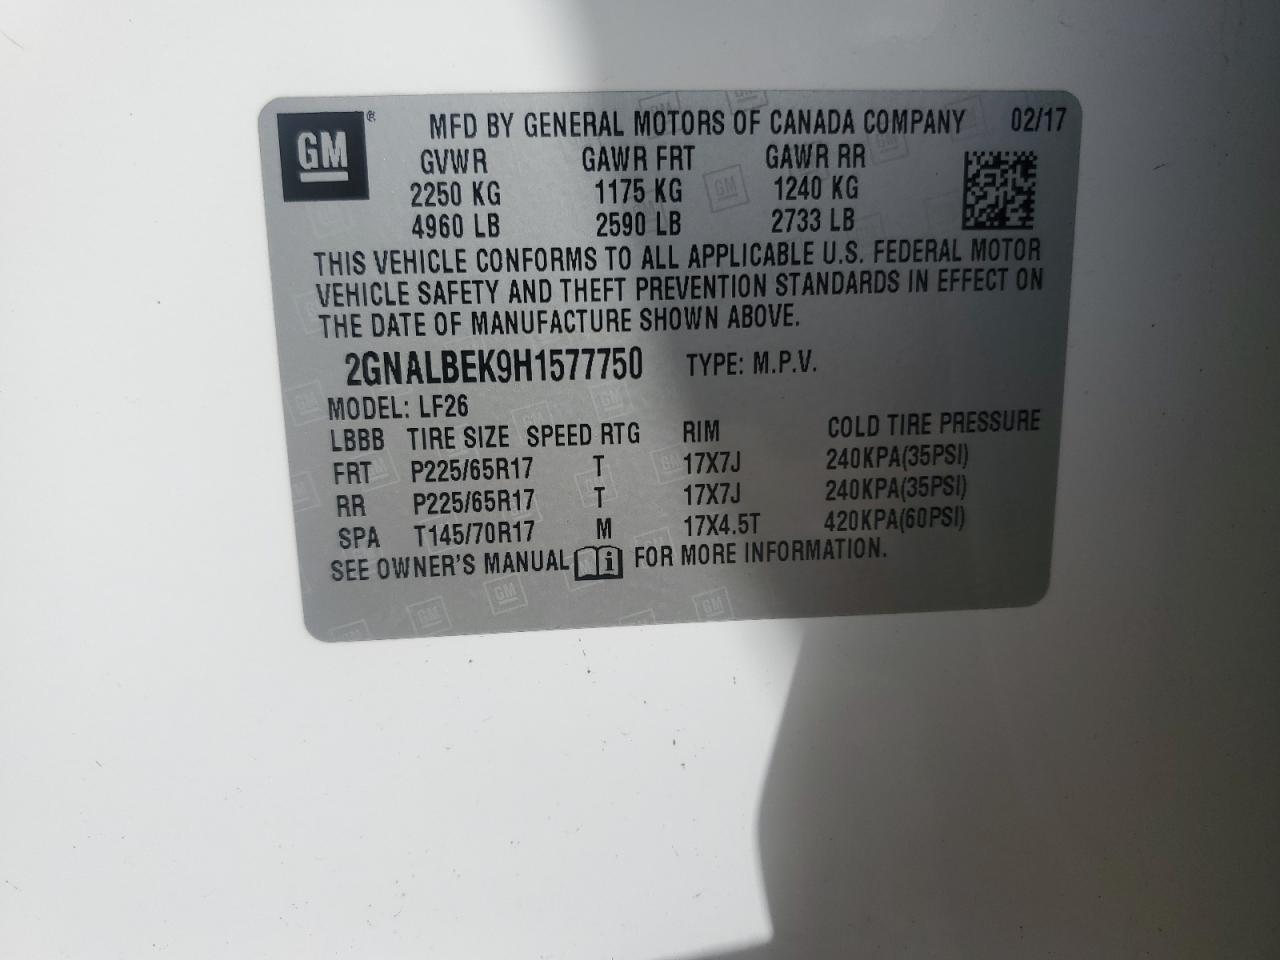 GM ® MFD BY GENERAL MOTORS OF CANADA COMPANY 02/17
GVWR GAWR FRT GAWR RR
2250 KG 1175 KG 1240 KG
4960 LB 2590 LB 2733 LB
THIS VEHICLE CONFORMS TO ALL APPLICABLE U.S. FEDERAL MOTOR
VEHICLE SAFETY AND THEFT PREVENTION STANDARDS IN EFFECT ON
THE DATE OF MANUFACTURE SHOWN ABOVE.
2GNALBEK9H1577750 TYPE: M.P.V.
MODEL: LF26
LBBB TIRE SIZE SPEED RTG RIM COLD TIRE PRESSURE
FRT P225/65R17 T 17X7J 240KPA(35PSI)
RR P225/65R17 T 17X7J 240KPA(35PSI)
SPA T145/70R17 M 17X4.5T 420KPA(60PSI)
SEE OWNER'S MANUAL i FOR MORE INFORMATION.